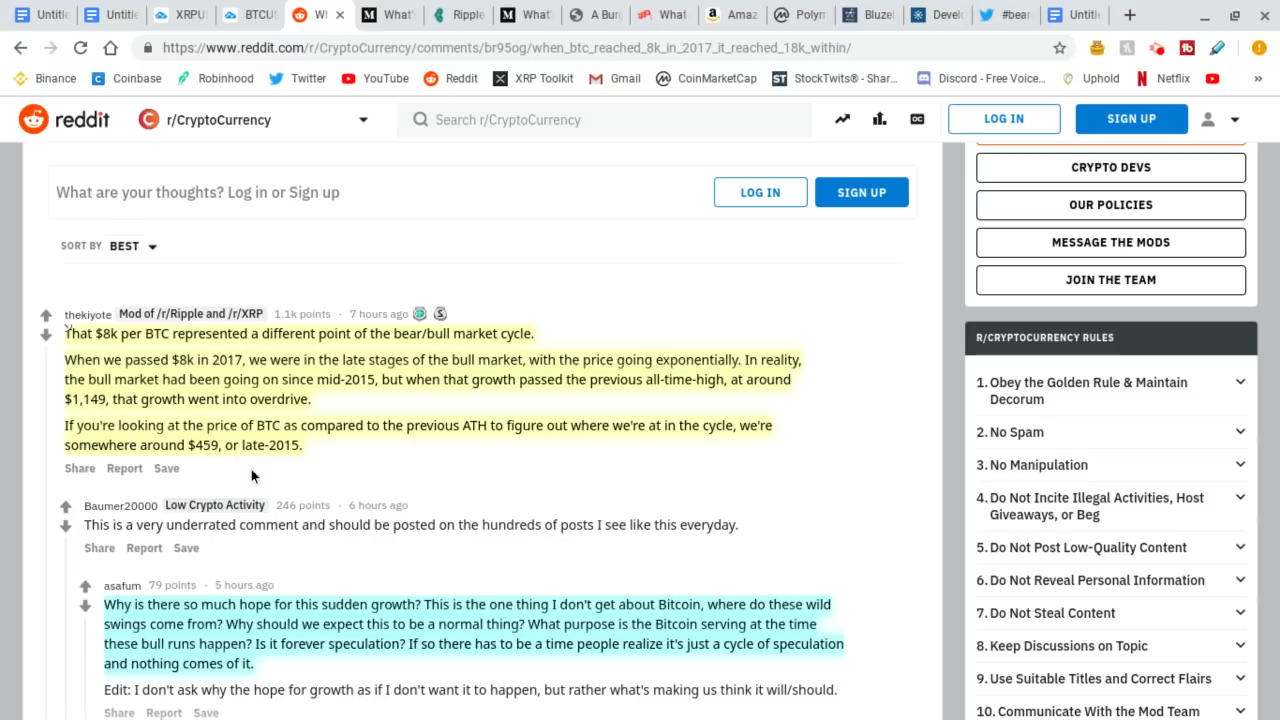 Untitle
Untitle
XRPU
BTCUS
Wh
What'
Ripple
What'
A Bur
What
Amaz
Polym
Bluzel
Devel
#bear
Untitl
https://www.reddit.com/r/CryptoCurrency/comments/br95og/when_btc_reached_8k_in_2017_it_reached_18k_within/
Binance Coinbase Robinhood Twitter YouTube Reddit XRP Toolkit Gmail CoinMarketCap StockTwits® - Shar... Discord - Free Voice... Uphold Netflix »
reddit r/CryptoCurrency Search r/CryptoCurrency OC LOG IN SIGN UP
What are your thoughts? Log in or Sign up LOG IN SIGN UP
SORT BY BEST
thekiyote Mod of /r/Ripple and /r/XRP 1.1k points · 7 hours ago
That $8k per BTC represented a different point of the bear/bull market cycle.
When we passed $8k in 2017, we were in the late stages of the bull market, with the price going exponentially. In reality,
the bull market had been going on since mid-2015, but when that growth passed the previous all-time-high, at around
$1,149, that growth went into overdrive.
If you're looking at the price of BTC as compared to the previous ATH to figure out where we're at in the cycle, we're
somewhere around $459, or late-2015.
Share Report Save
Baumer20000 Low Crypto Activity 246 points · 6 hours ago
This is a very underrated comment and should be posted on the hundreds of posts I see like this everyday.
Share Report Save
asafum 79 points · 5 hours ago
Why is there so much hope for this sudden growth? This is the one thing I don't get about Bitcoin, where do these wild
swings come from? Why should we expect this to be a normal thing? What purpose is the Bitcoin serving at the time
these bull runs happen? Is it forever speculation? If so there has to be a time people realize it's just a cycle of speculation
and nothing comes of it.
Edit: I don't ask why the hope for growth as if I don't want it to happen, but rather what's making us think it will/should.
Share Report Save
CRYPTO DEVS
OUR POLICIES
MESSAGE THE MODS
JOIN THE TEAM
R/CRYPTOCURRENCY RULES
1. Obey the Golden Rule & Maintain
Decorum
2. No Spam
3. No Manipulation
4. Do Not Incite Illegal Activities, Host
Giveaways, or Beg
5. Do Not Post Low-Quality Content
6. Do Not Reveal Personal Information
7. Do Not Steal Content
8. Keep Discussions on Topic
9. Use Suitable Titles and Correct Flairs
10. Communicate With the Mod Team